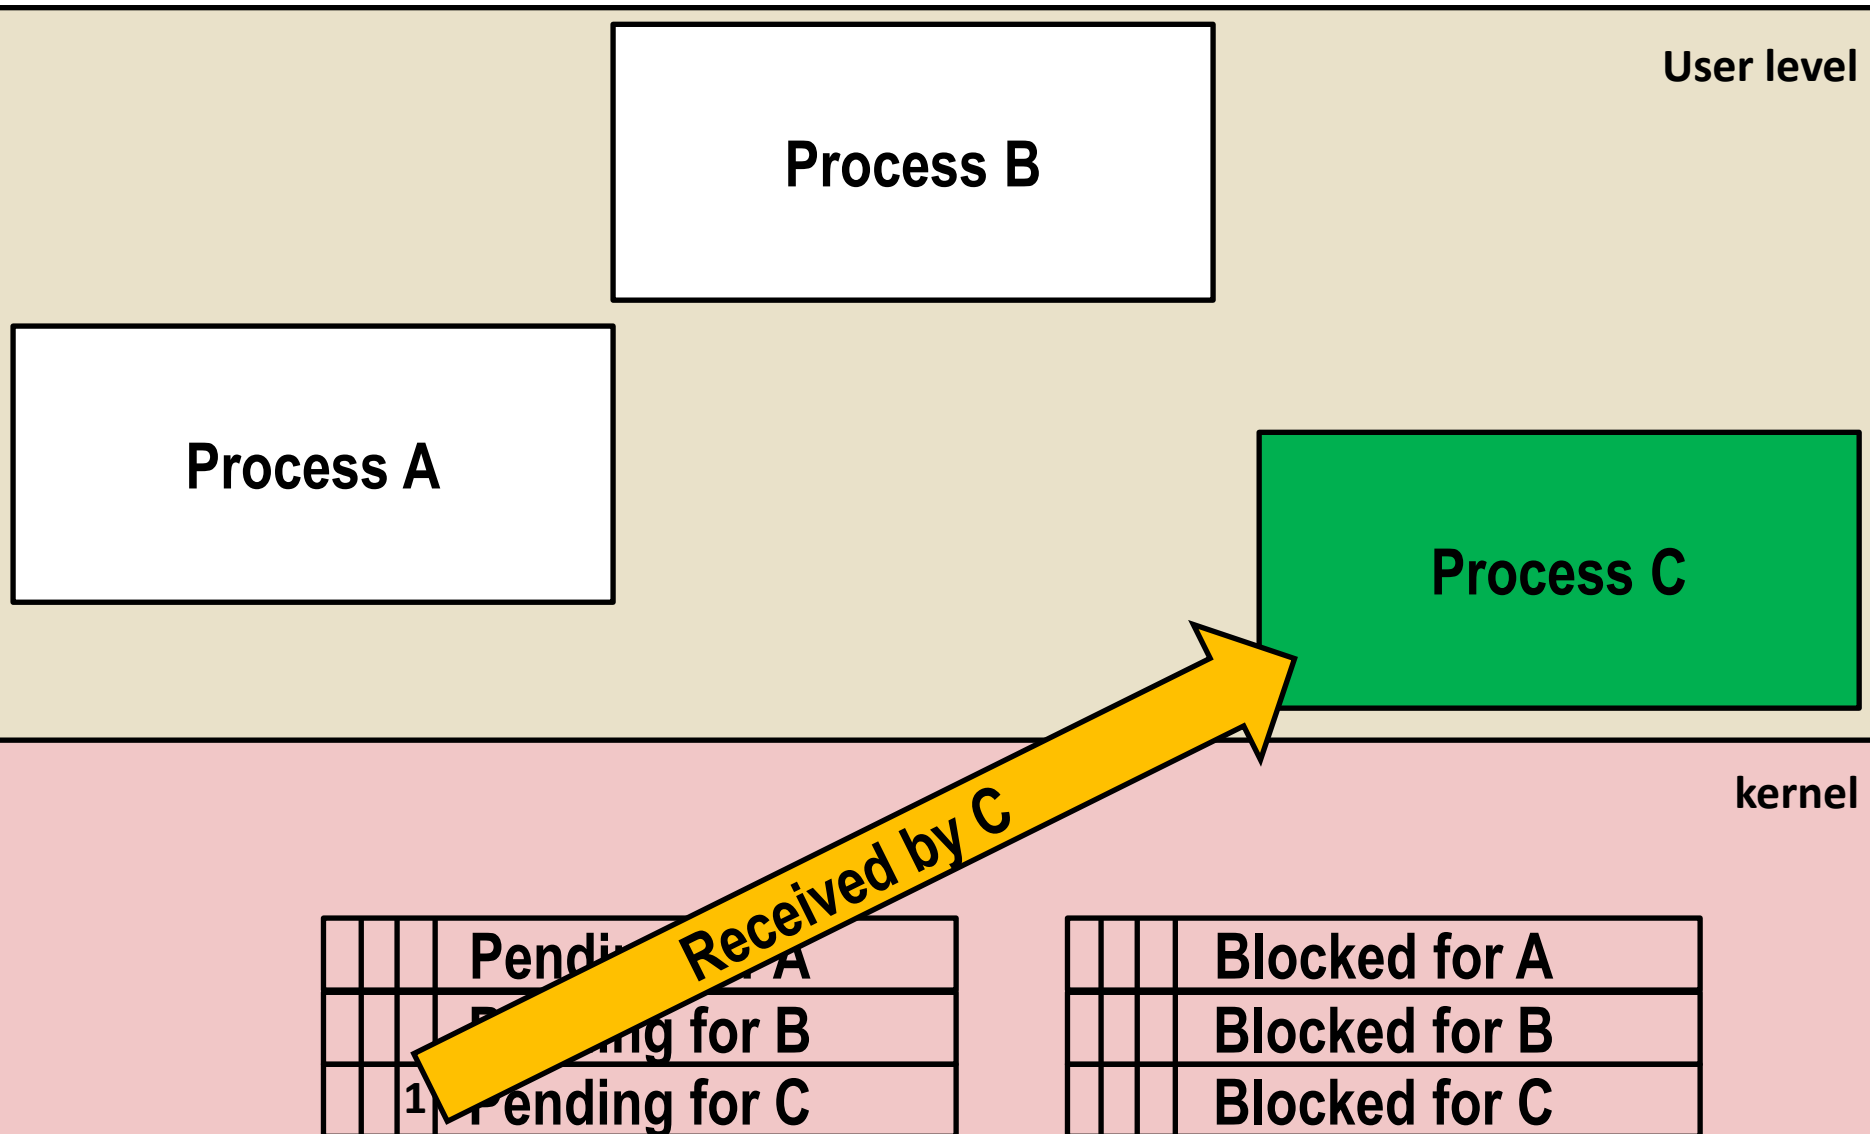 User level
Process B
Process A
Process C
kernel
Received by C
Pendi A
Blocked for A
ng for B
Blocked for B
1 Pending for C
Blocked for C